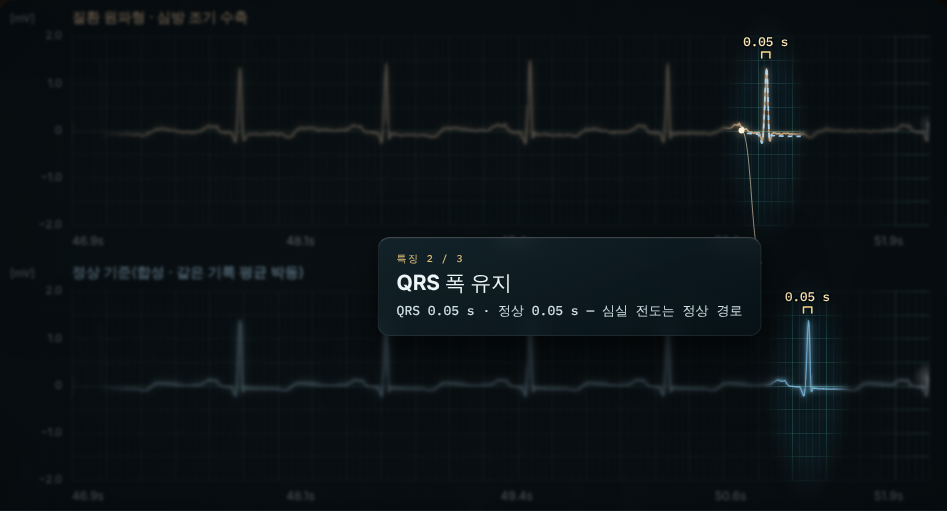 [mV]
질환 원파형 · 심방 조기 수축
2.0
0.05 s
1.0
0
-1.0
-2.0
46.9s
48.1s
51.9s
특징 2 / 3
QRS 폭 유지
QRS 0.05 s · 정상 0.05 s — 심실 전도는 정상 경로
[mV]
정상 기준(합성 · 같은 기록 평균 박동)
2.0
0.05 s
1.0
0
-1.0
-2.0
46.9s
48.1s
49.4s
50.6s
51.9s